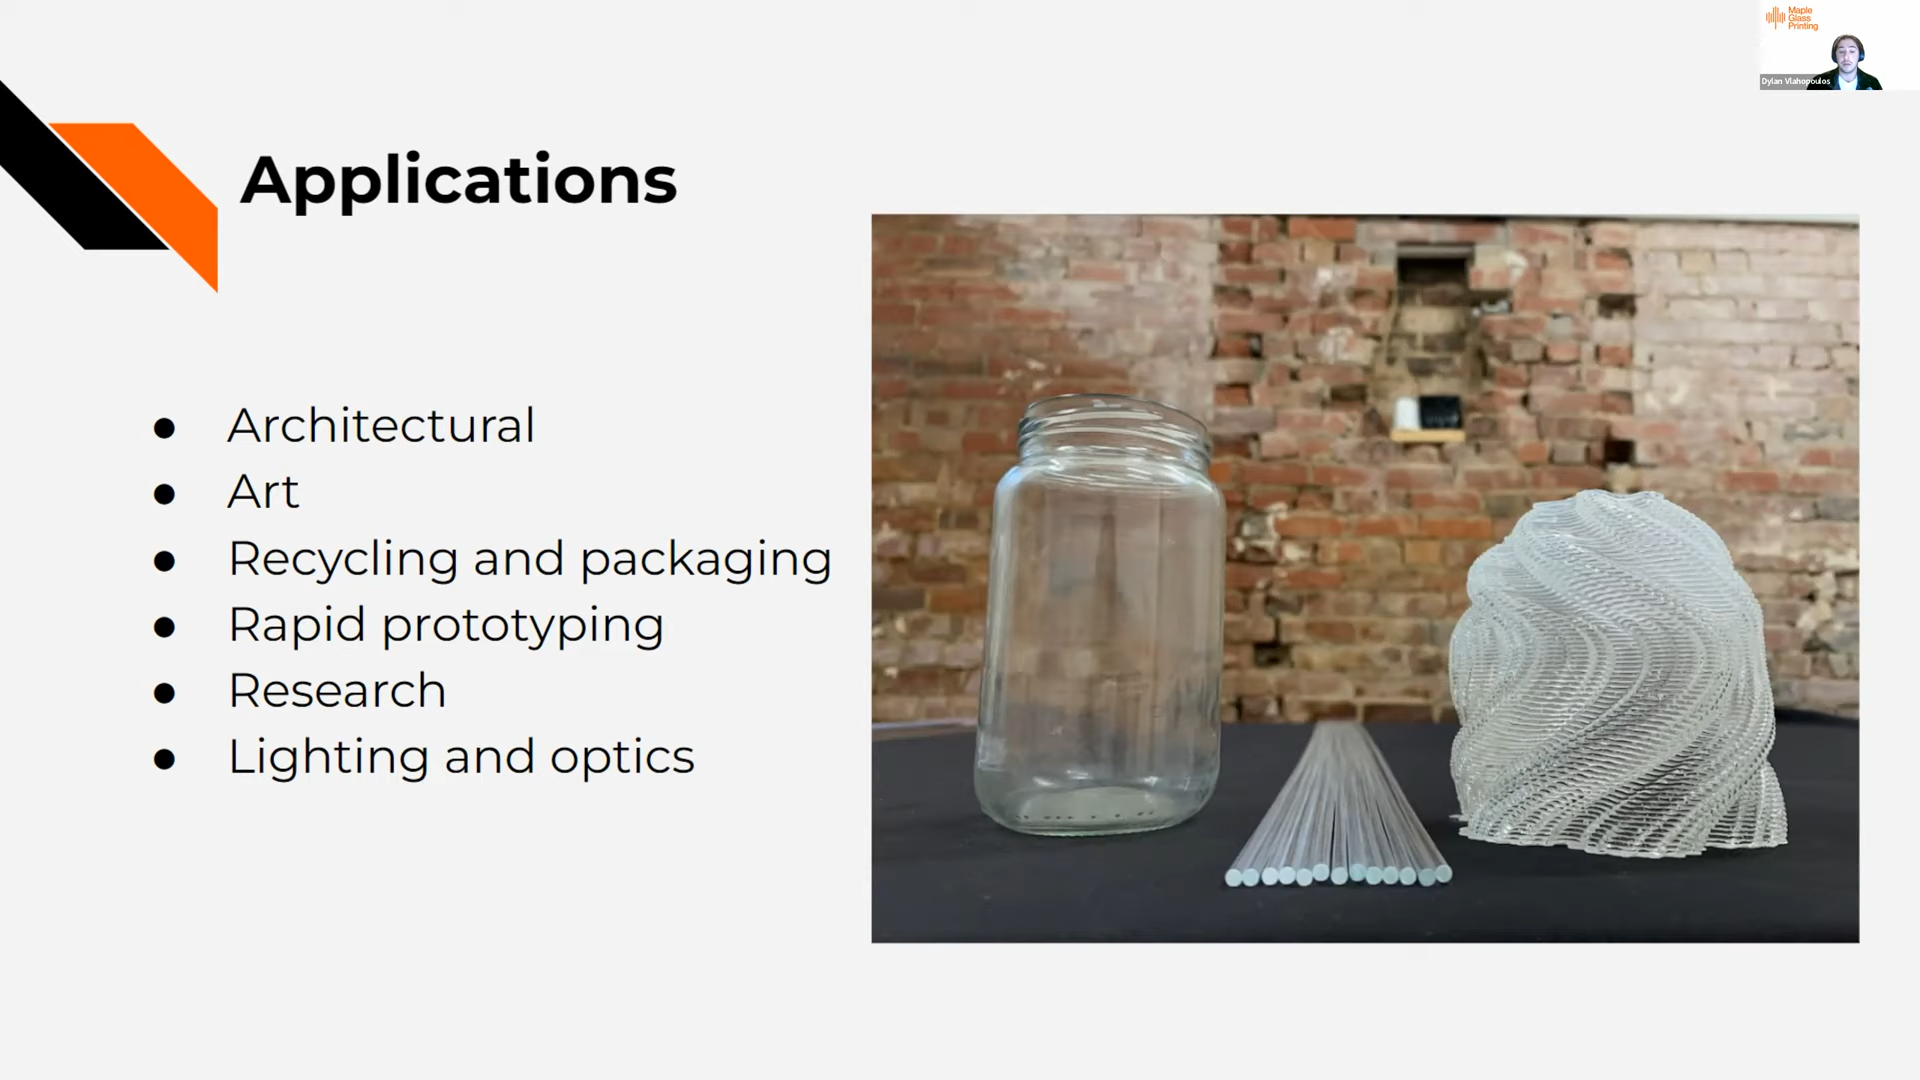 Maple
Glass
Printing
Dylan Vlahopoulos
Applications
Architectural
Art
Recycling and packaging
Rapid prototyping
Research
Lighting and optics